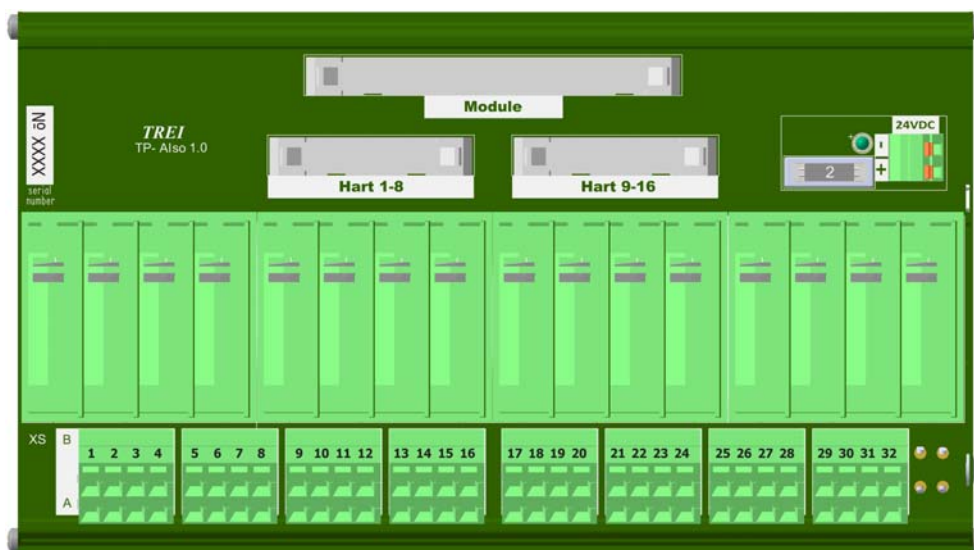 Module
24VDC
No XXXX
serial
number
TREI
TP- Also 1.0
-
+
2
Hart 1-8
Hart 9-16
XS
B
1 2 3 4 5 6 7 8 9 10 11 12 13 14 15 16 17 18 19 20 21 22 23 24 25 26 27 28 29 30 31 32
A